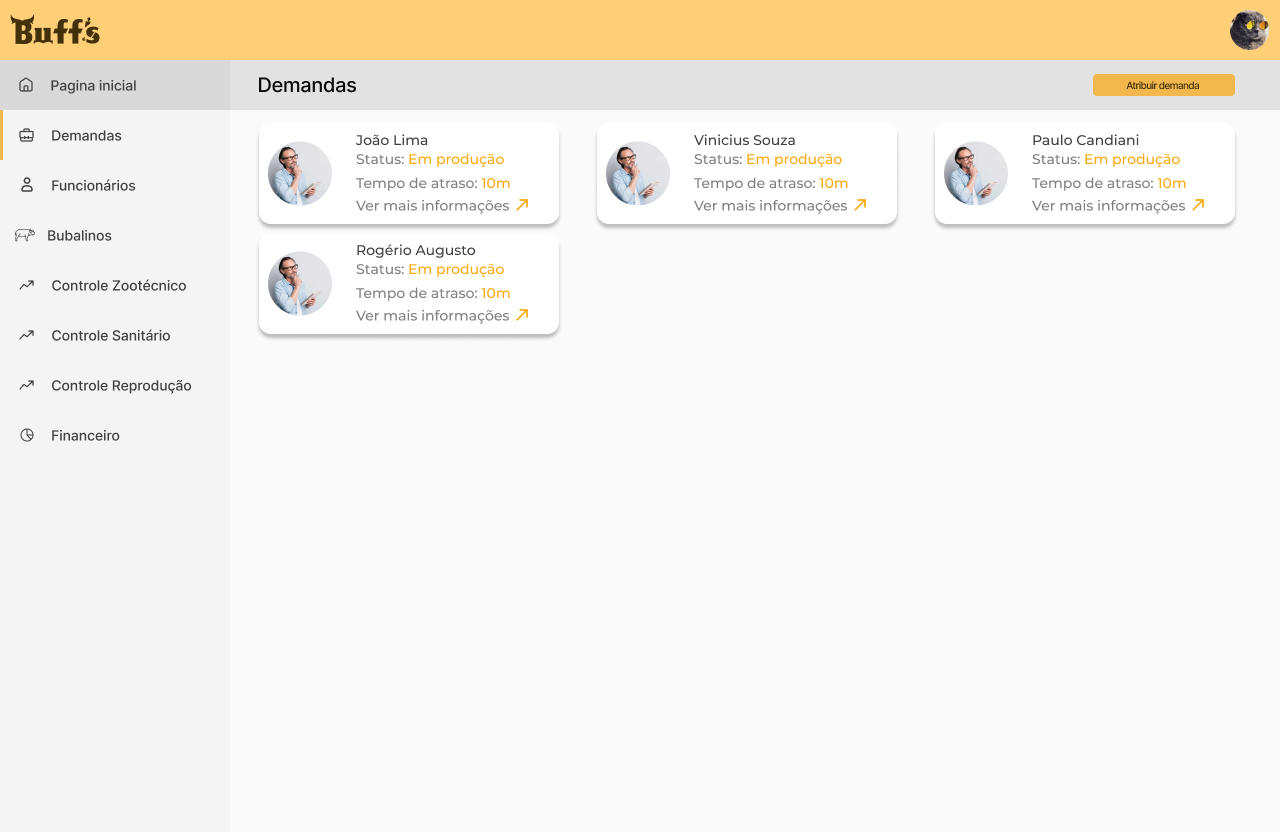 Buff's
Pagina inicial
Demandas
Funcionários
Bubalinos
Controle Zootécnico
Controle Sanitário
Controle Reprodução
Financeiro
Demandas
Atribuir demanda
João Lima
Status: Em produção
Tempo de atraso: 10m
Ver mais informações
Vinicius Souza
Status: Em produção
Tempo de atraso: 10m
Ver mais informações
Paulo Candiani
Status: Em produção
Tempo de atraso: 10m
Ver mais informações
Rogério Augusto
Status: Em produção
Tempo de atraso: 10m
Ver mais informações